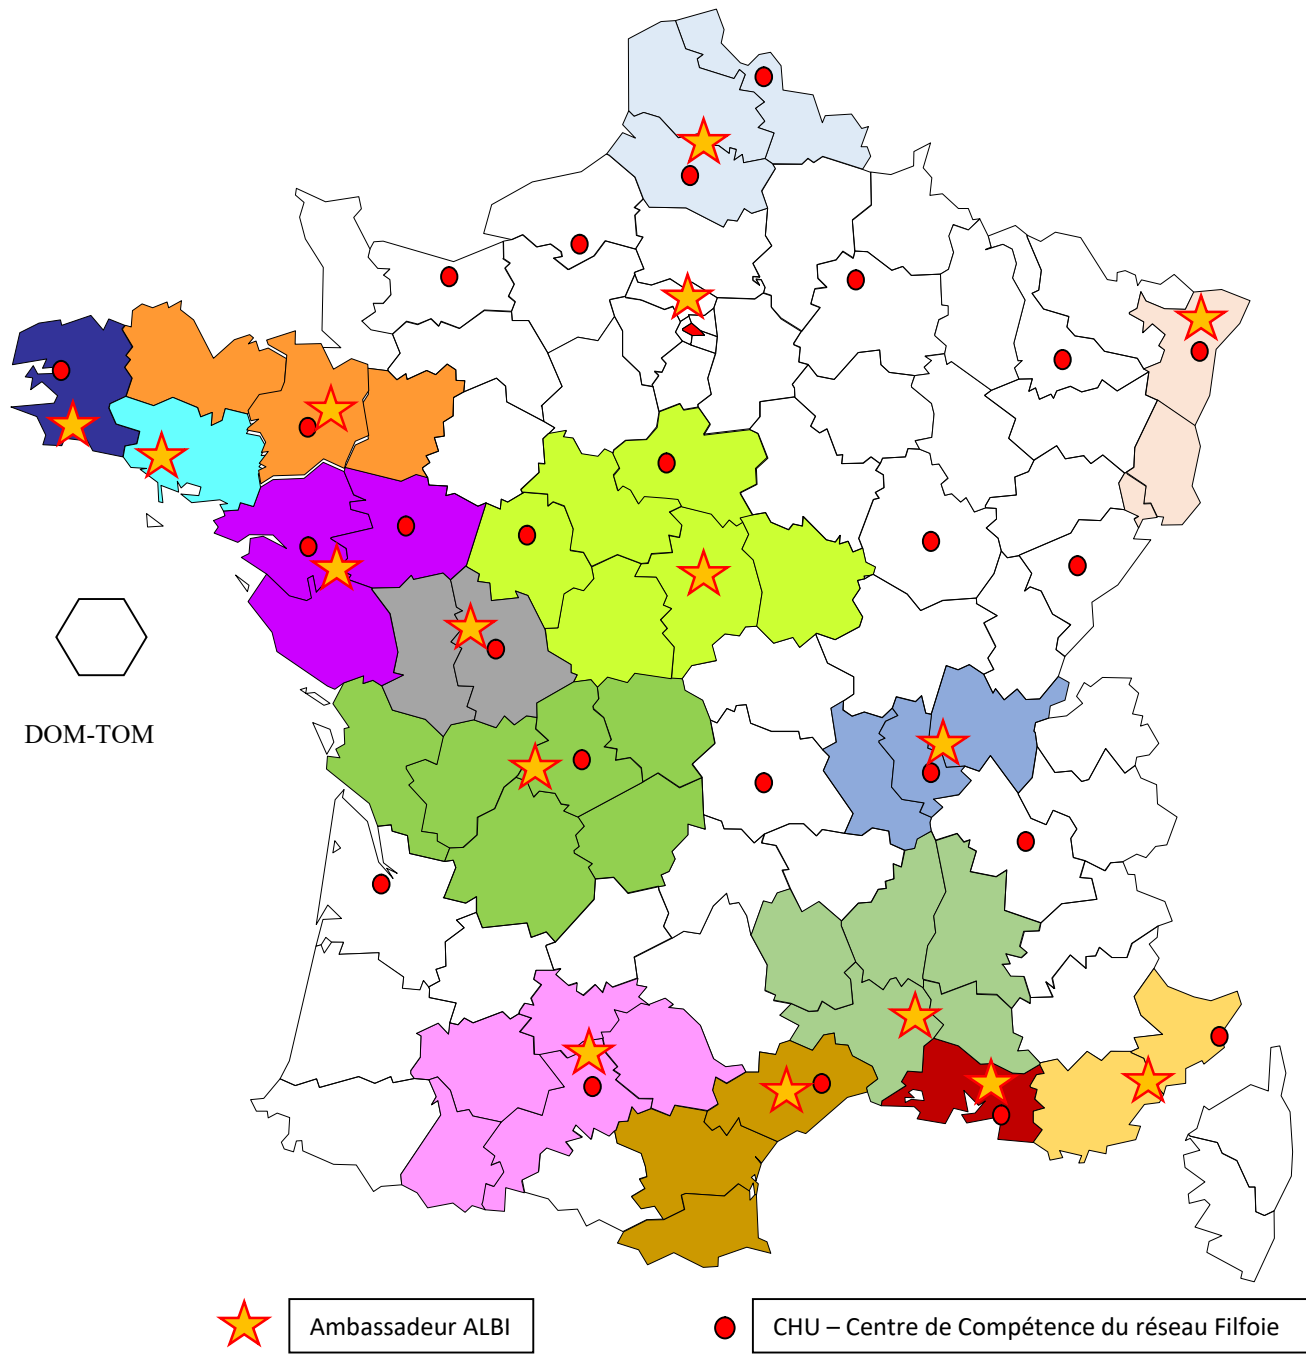 DOM-TOM
Ambassadeur ALBI
CHU – Centre de Compétence du réseau Filfoie